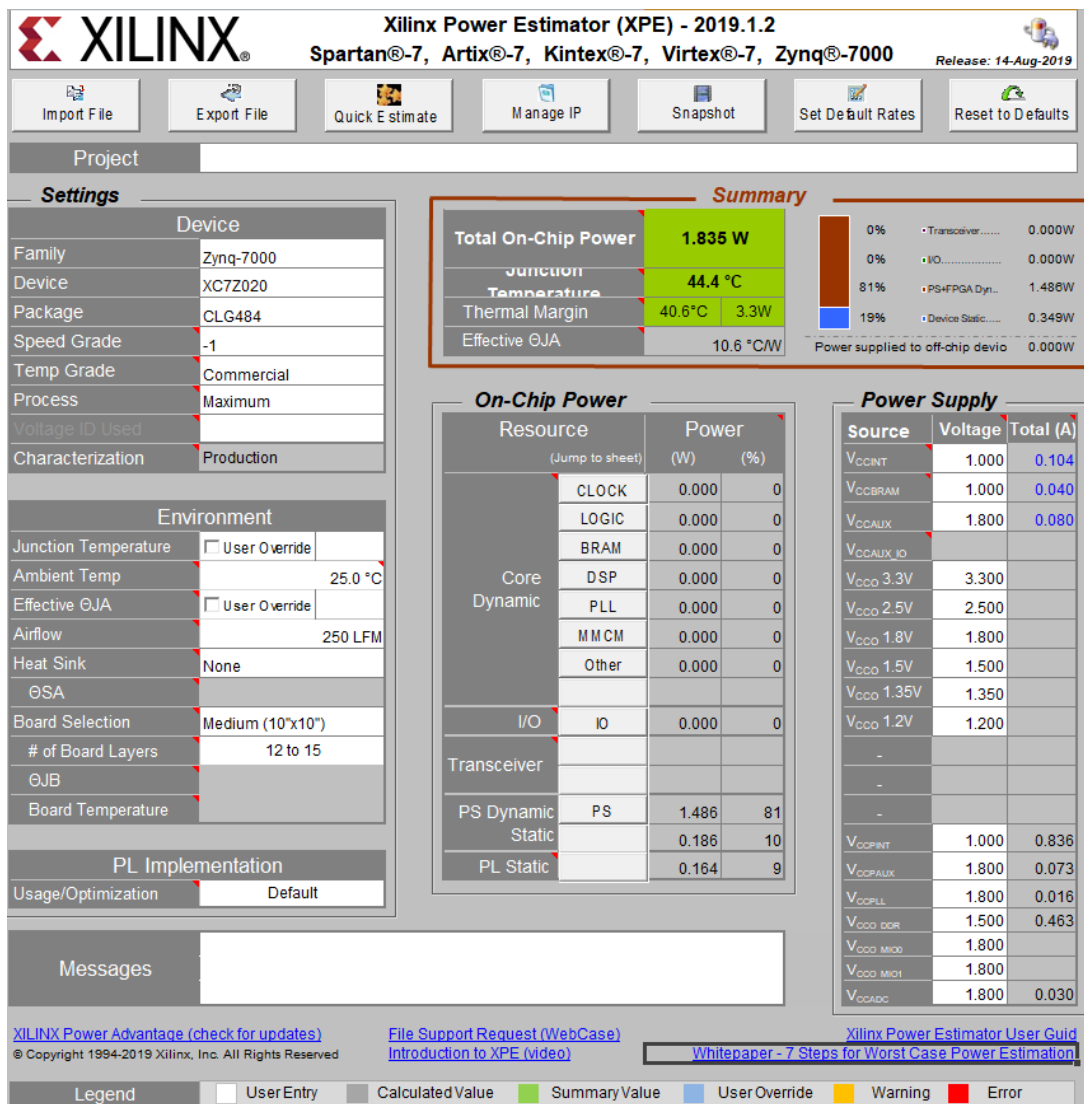 XILINX®
Xilinx Power Estimator (XPE) - 2019.1.2
Spartan®-7, Artix®-7, Kintex®-7, Virtex®-7, Zynq®-7000
Release: 14-Aug-2019
Import File Export File Quick Estimate Manage IP Snapshot Set Default Rates Reset to Defaults
Project
Settings
Device
Family Zynq-7000
Device XC7Z020
Package CLG484
Speed Grade -1
Temp Grade Commercial
Process Maximum
Voltage ID Used
Characterization Production
Environment
Junction Temperature User Override
Ambient Temp 25.0 °C
Effective ΘJA User Override
Airflow 250 LFM
Heat Sink None
ΘSA
Board Selection Medium (10"x10")
# of Board Layers 12 to 15
ΘJB
Board Temperature
PL Implementation
Usage/Optimization Default
Summary
Total On-Chip Power 1.835 W
Junction Temperature 44.4 °C
Thermal Margin 40.6°C 3.3W
Effective ΘJA 10.6 °C/W
0% Transceiver...... 0.000W
0% I/O.................. 0.000W
81% PS+FPGA Dyn.. 1.486W
19% Device Static..... 0.349W
Power supplied to off-chip devio 0.000W
On-Chip Power
Resource Power
(Jump to sheet) (W) (%)
Core Dynamic
CLOCK 0.000 0
LOGIC 0.000 0
BRAM 0.000 0
DSP 0.000 0
PLL 0.000 0
MMCM 0.000 0
Other 0.000 0
I/O IO 0.000 0
Transceiver
PS Dynamic PS 1.486 81
Static 0.186 10
PL Static 0.164 9
Power Supply
Source Voltage Total (A)
VCCINT 1.000 0.104
VCCBRAM 1.000 0.040
VCCAUX 1.800 0.080
VCCAUX_IO
VCCO 3.3V 3.300
VCCO 2.5V 2.500
VCCO 1.8V 1.800
VCCO 1.5V 1.500
VCCO 1.35V 1.350
VCCO 1.2V 1.200
-
-
-
VCCPINT 1.000 0.836
VCCPAUX 1.800 0.073
VCCPLL 1.800 0.016
VCCO DDR 1.500 0.463
VCCO MIO0 1.800
VCCO MIO1 1.800
VCCADC 1.800 0.030
Messages
XILINX Power Advantage (check for updates) File Support Request (WebCase) Xilinx Power Estimator User Guid
© Copyright 1994-2019 Xilinx, Inc. All Rights Reserved Introduction to XPE (video) Whitepaper - 7 Steps for Worst Case Power Estimation
Legend User Entry Calculated Value Summary Value User Override Warning Error